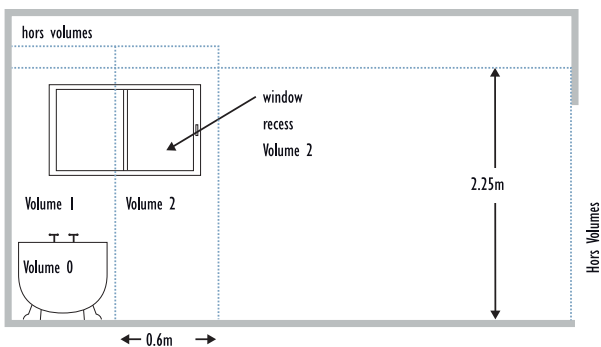 hors volumes
window
recess
Volume 2
2.25m
Volume 1
Volume 2
Hors Volumes
Volume 0
0.6m